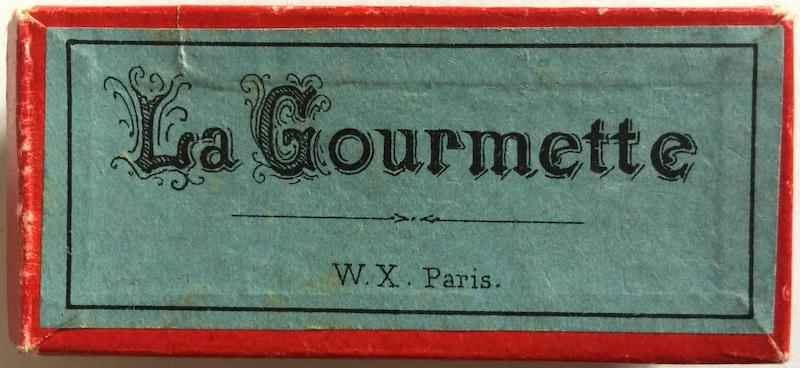 La Gourmette
W. X. Paris.